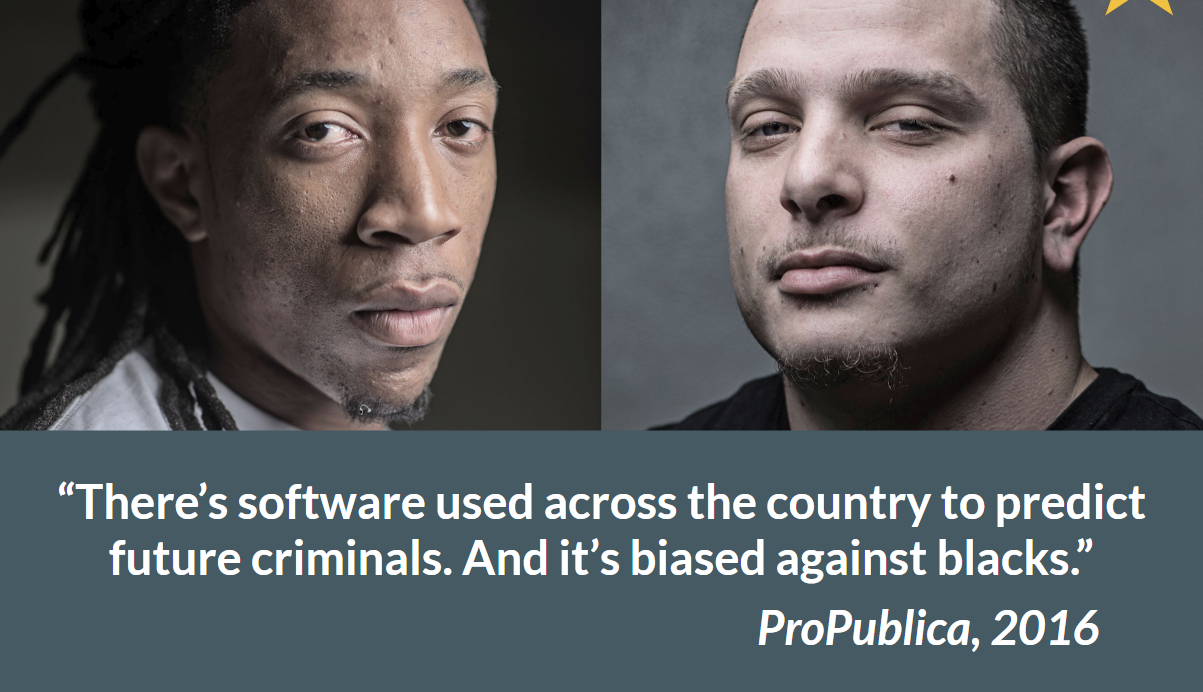 “There’s software used across the country to predict
future criminals. And it’s biased against blacks.”
ProPublica, 2016